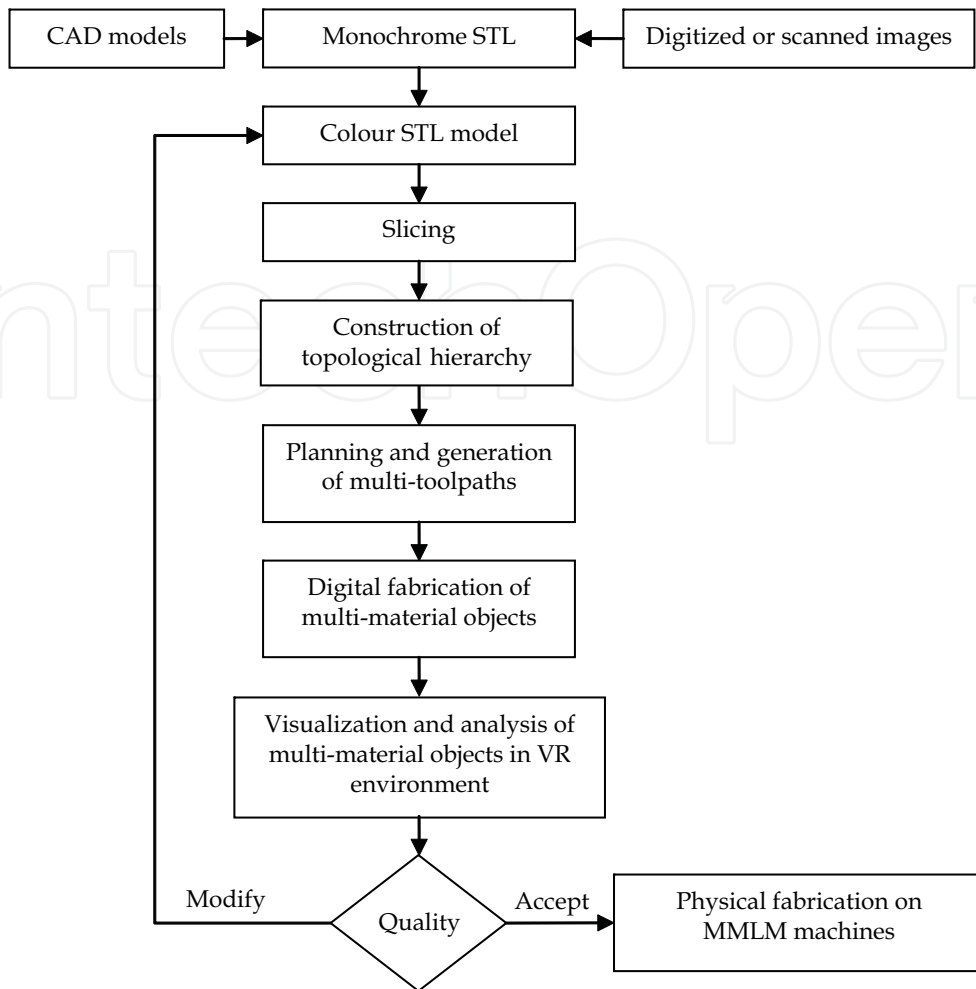 CAD models
Monochrome STL
Digitized or scanned images
Colour STL model
Slicing
Construction of
topological hierarchy
Planning and generation
of multi-toolpaths
Digital fabrication of
multi-material objects
Visualization and analysis of
multi-material objects in VR
environment
Modify
Quality
Accept
Physical fabrication on
MMLM machines